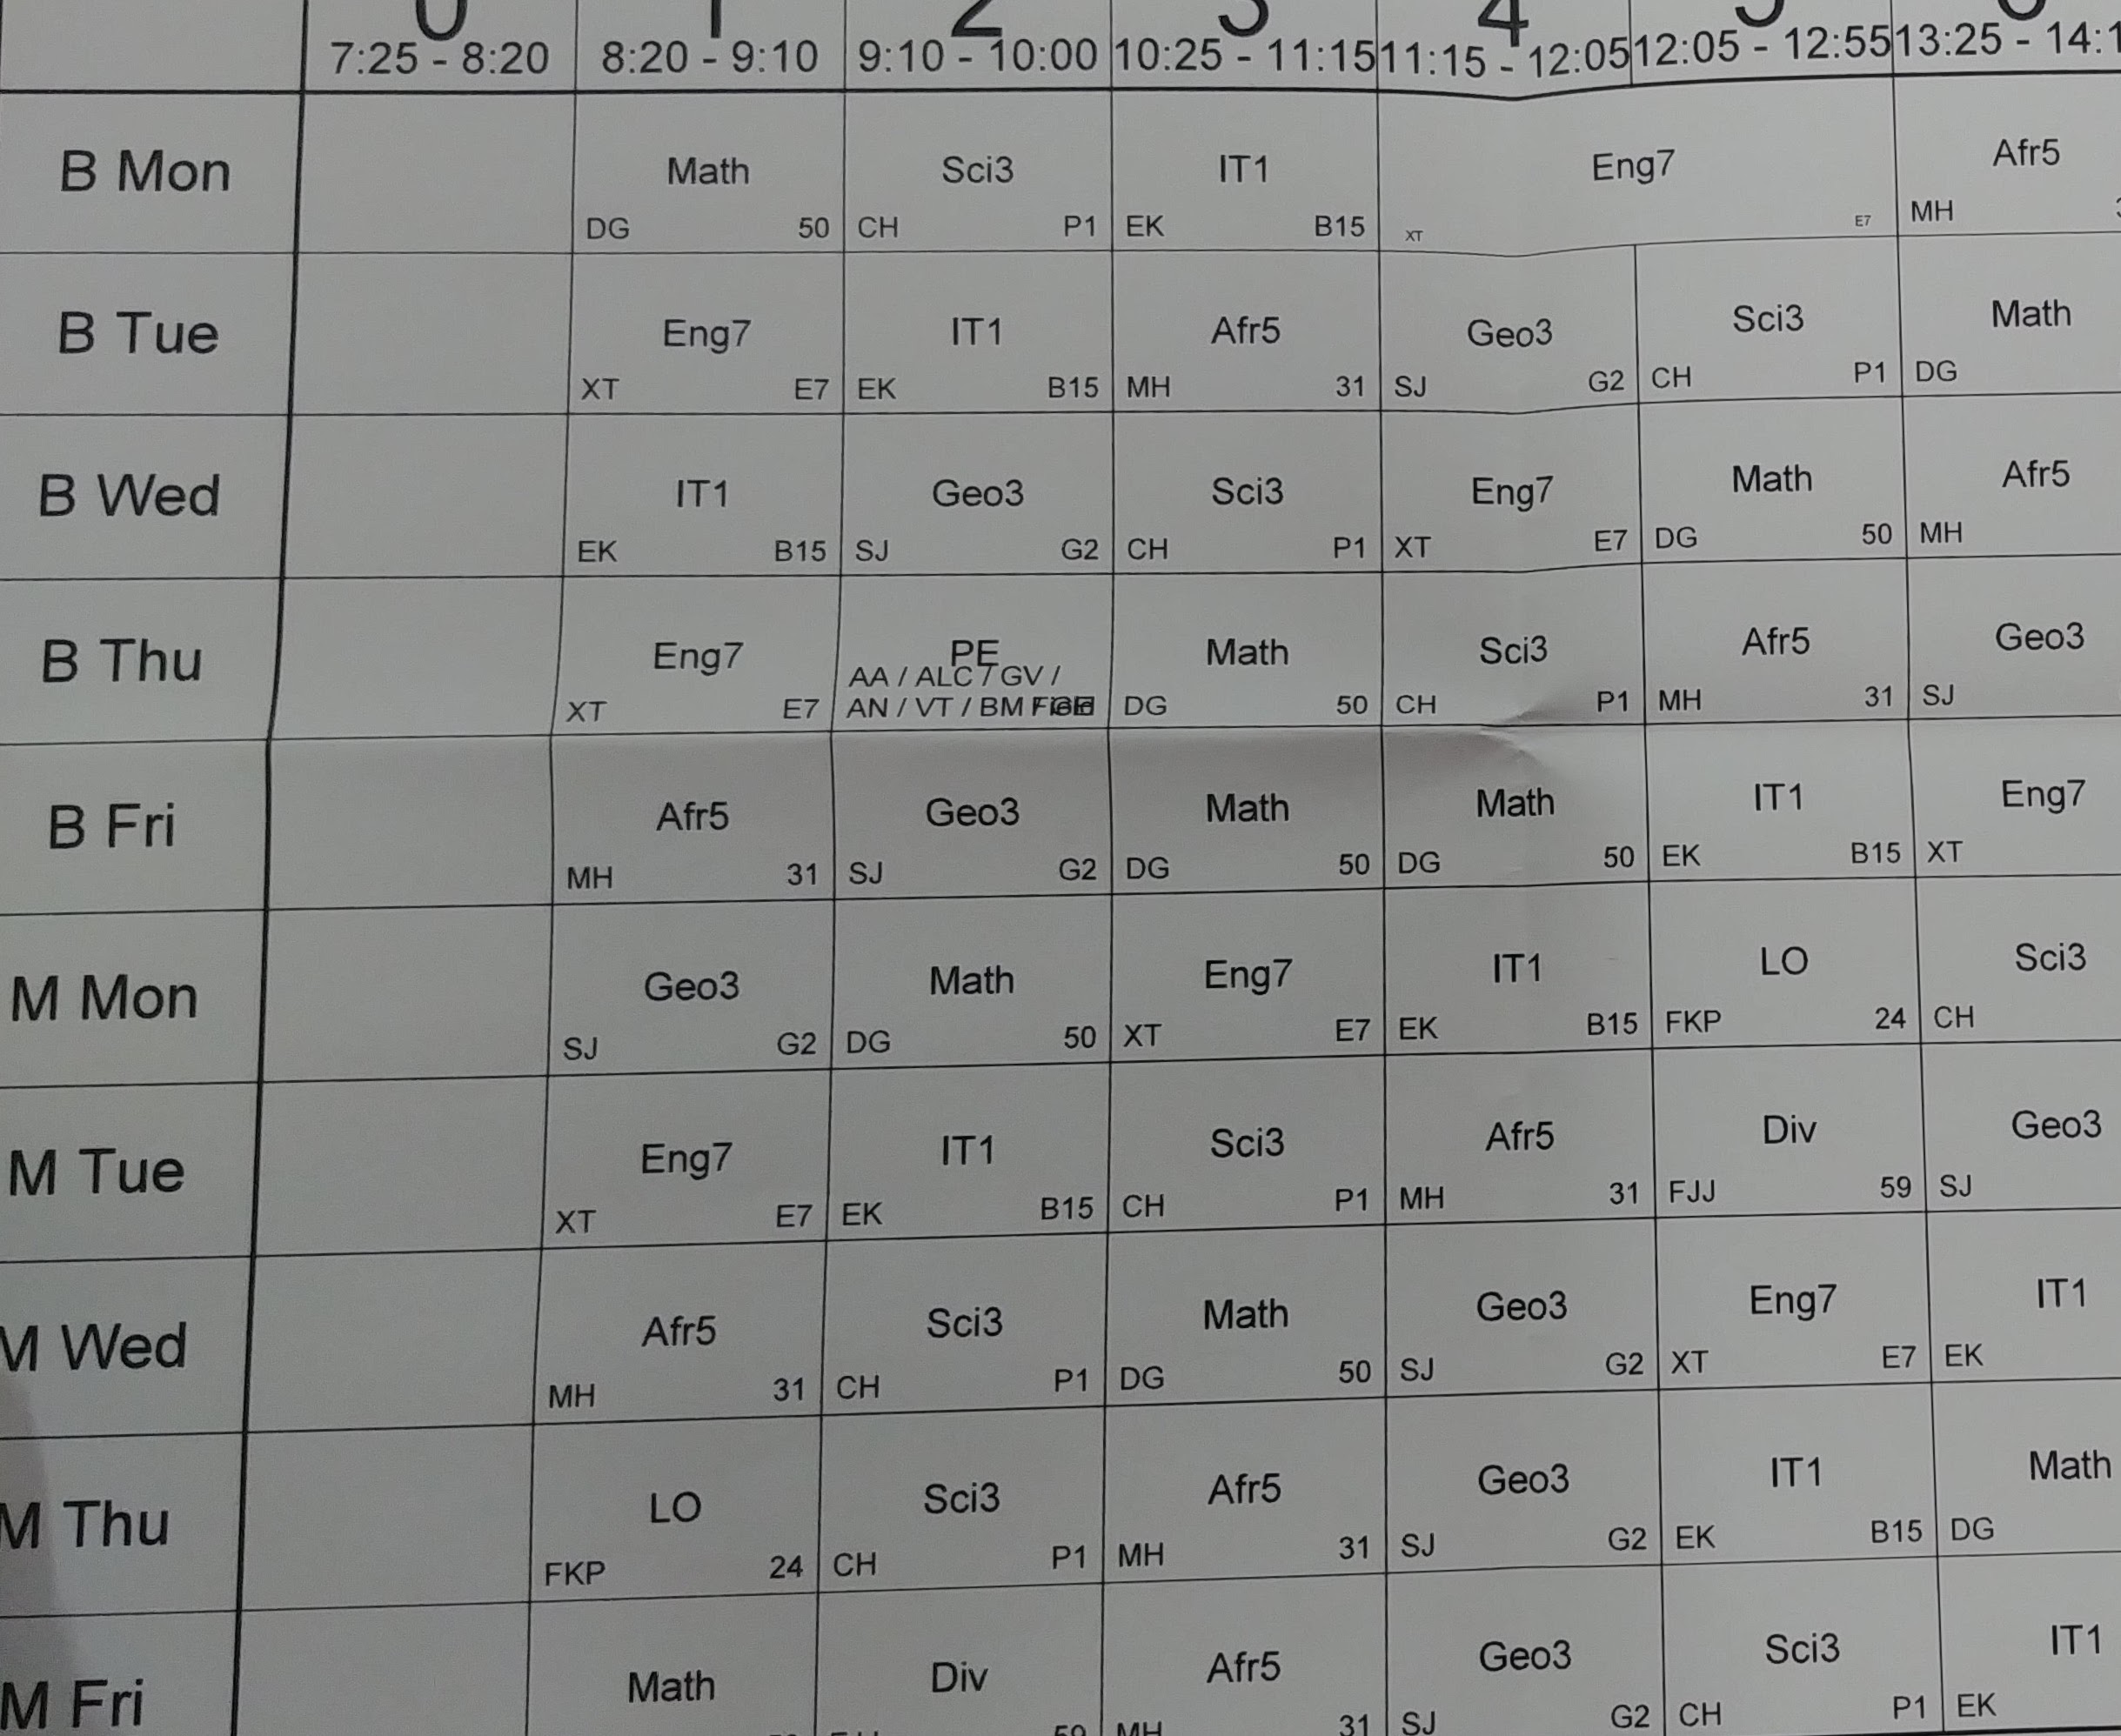 0 1 2 3 4
7:25 - 8:20 8:20 - 9:10 9:10 - 10:00 10:25 - 11:15 11:15 - 12:05 12:05 - 12:55 13:25 -
B Mon Math Sci3 IT1 Eng7 Afr5
DG 50 CH P1 EK B15 XT E7 MH
B Tue Eng7 IT1 Afr5 Geo3 Sci3 Math
XT E7 EK B15 MH 31 SJ G2 CH P1 DG
B Wed IT1 Geo3 Sci3 Eng7 Math Afr5
EK B15 SJ G2 CH P1 XT E7 DG 50 MH
B Thu Eng7 PE Math Sci3 Afr5 Geo3
AA / ALC / GV /
XT E7 AN / VT / BM DG 50 CH P1 MH 31 SJ
B Fri Afr5 Geo3 Math Math IT1 Eng7
MH 31 SJ G2 DG 50 DG 50 EK B15 XT
M Mon Geo3 Math Eng7 IT1 LO Sci3
SJ G2 DG 50 XT E7 EK B15 FKP 24 CH
M Tue Eng7 IT1 Sci3 Afr5 Div Geo3
XT E7 EK B15 CH P1 MH 31 FJJ 59 SJ
M Wed Afr5 Sci3 Math Geo3 Eng7 IT1
MH 31 CH P1 DG 50 SJ G2 XT E7 EK
M Thu LO Sci3 Afr5 Geo3 IT1 Math
FKP 24 CH P1 MH 31 SJ G2 EK B15 DG
M Fri Math Div Afr5 Geo3 Sci3 IT1
59 MH 31 SJ G2 CH P1 EK